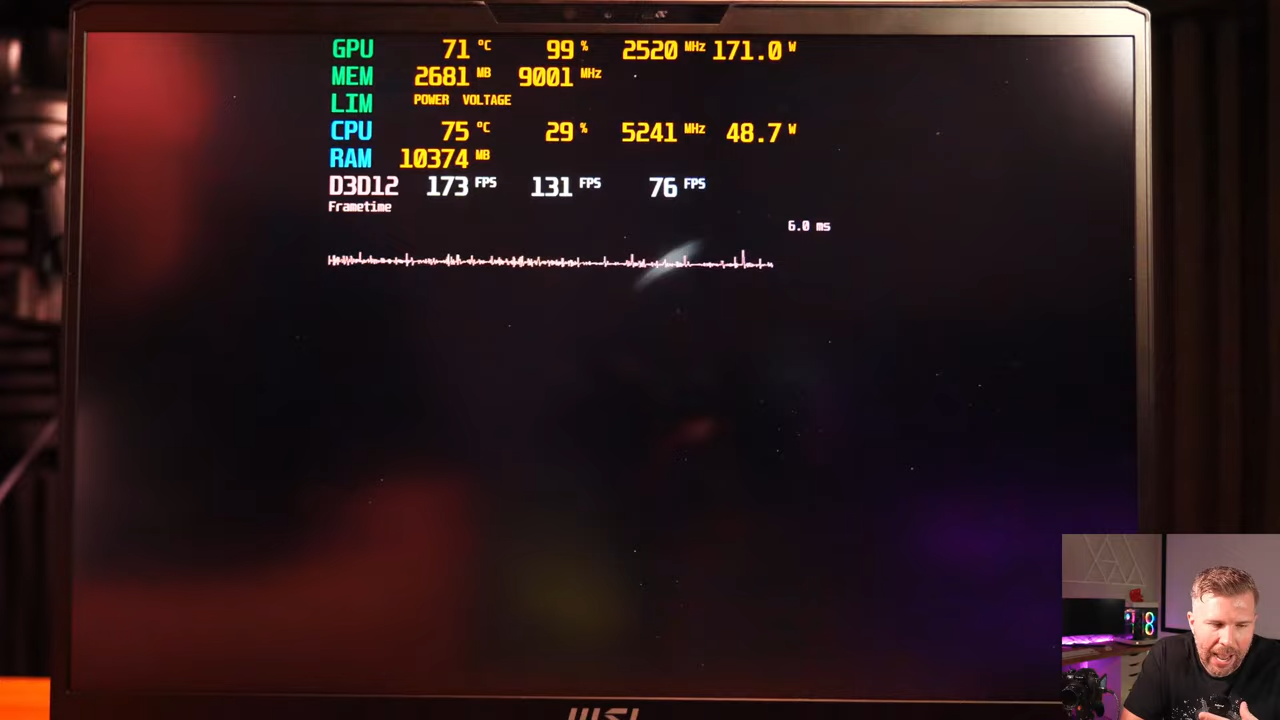 GPU 71 °C 99 % 2520 MHz 171.0 W
MEM 2681 MB 9001 MHz
LIM POWER VOLTAGE
CPU 75 °C 29 % 5241 MHz 48.7 W
RAM 10374 MB
D3D12 173 FPS 131 FPS 76 FPS
Frametime
6.0 ms
msi